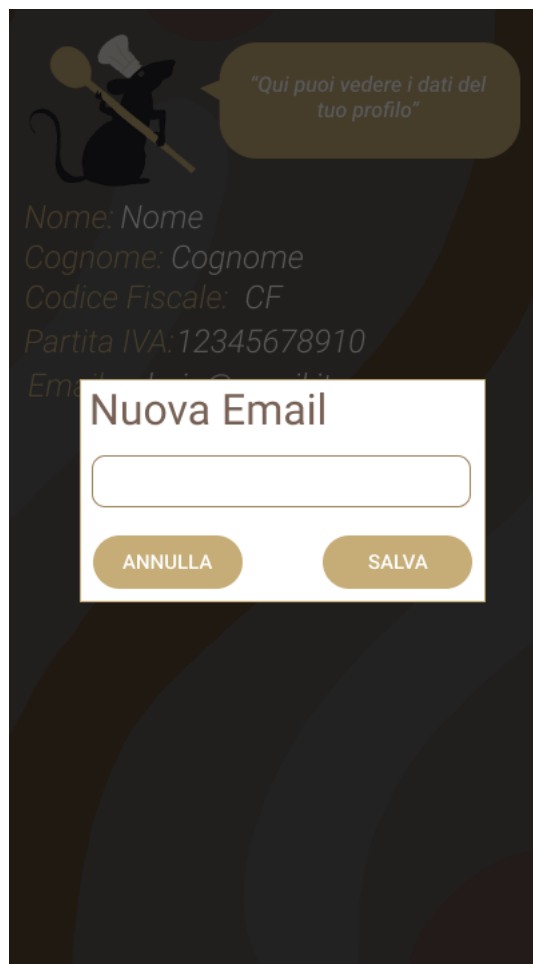 "Qui puoi vedere i dati del
tuo profilo"
Nome: Nome
Cognome: Cognome
Codice Fiscale: CF
Partita IVA:12345678910
Nuova Email
ANNULLA
SALVA